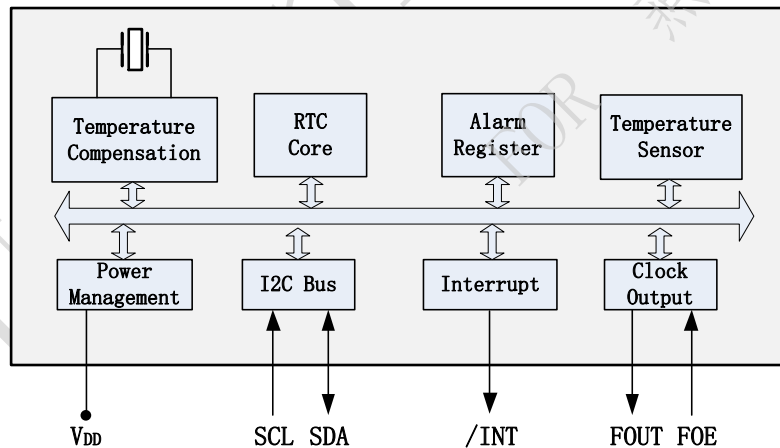 Temperature
Compensation
RTC
Core
Alarm
Register
Temperature
Sensor
Power
Management
I2C Bus
Interrupt
Clock
Output
VDD
SCL
SDA
/INT
FOUT
FOE
FOR